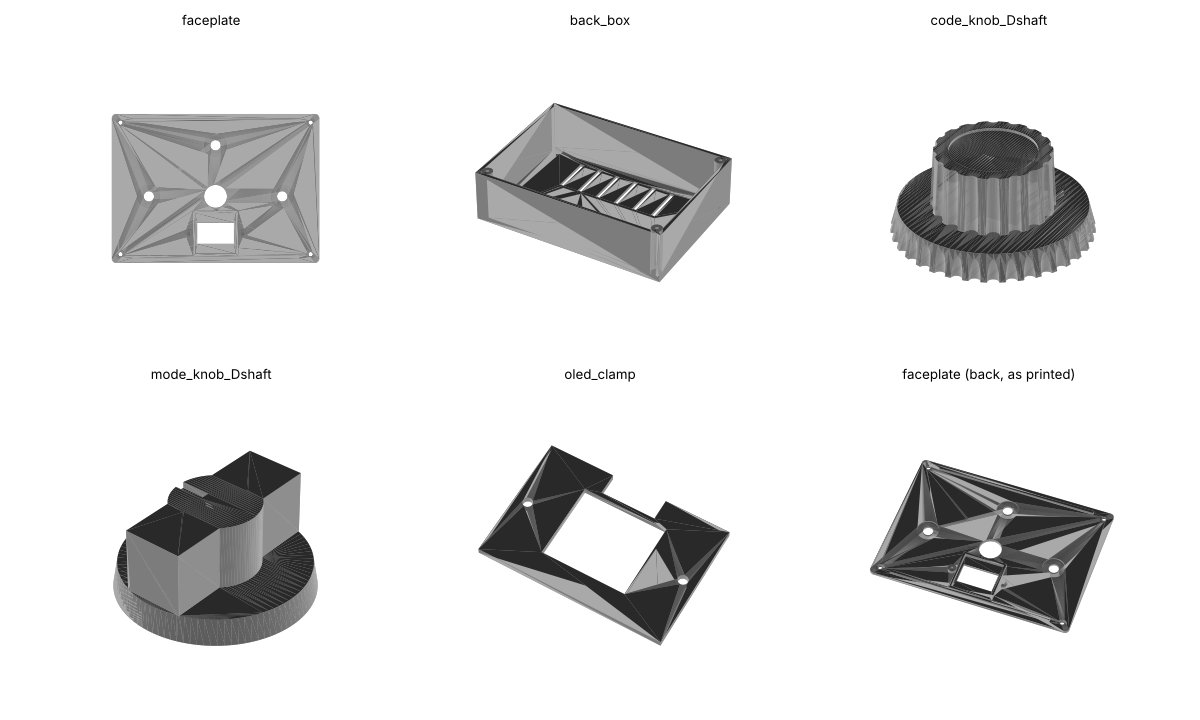 faceplate
back_box
code_knob_Dshaft
mode_knob_Dshaft
oled_clamp
faceplate (back, as printed)